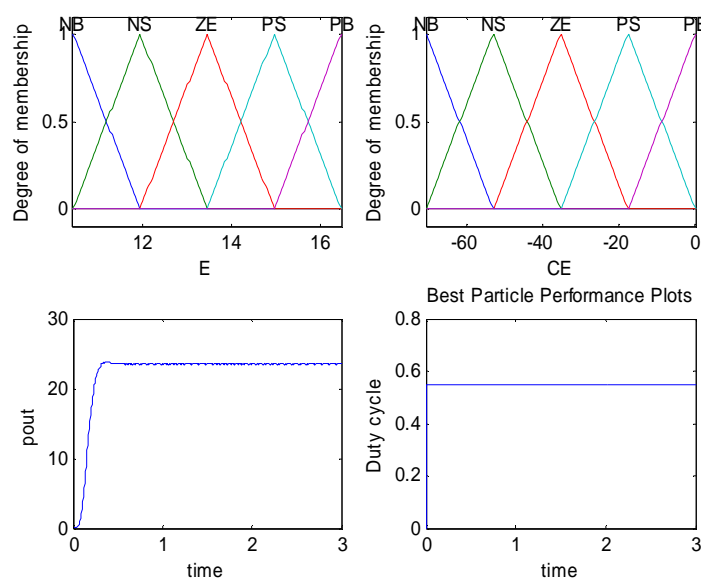 NB NS ZE PS PB
1
0.5
0
Degree of membership
12 14 16
E
NB NS ZE PS PB
1
0.5
0
Degree of membership
-60 -40 -20 0
CE
30
20
10
0
pout
0 1 2 3
time
Best Particle Performance Plots
0.8
0.6
0.4
0.2
0
Duty cycle
0 1 2 3
time